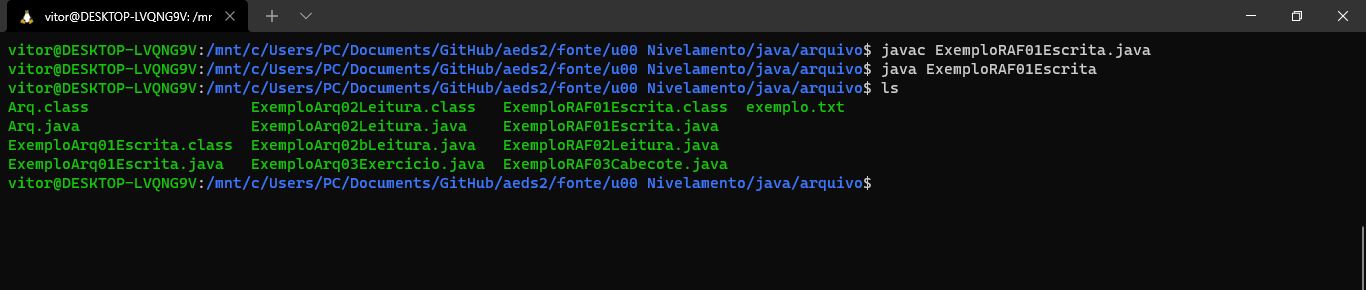 vitor@DESKTOP-LVQNG9V: /mr
vitor@DESKTOP-LVQNG9V:/mnt/c/Users/PC/Documents/GitHub/aeds2/fonte/u00 Nivelamento/java/arquivo$ javac ExemploRAF01Escrita.java
vitor@DESKTOP-LVQNG9V:/mnt/c/Users/PC/Documents/GitHub/aeds2/fonte/u00 Nivelamento/java/arquivo$ java ExemploRAF01Escrita
vitor@DESKTOP-LVQNG9V:/mnt/c/Users/PC/Documents/GitHub/aeds2/fonte/u00 Nivelamento/java/arquivo$ ls
Arq.class ExemploArq02Leitura.class ExemploRAF01Escrita.class exemplo.txt
Arq.java ExemploArq02Leitura.java ExemploRAF01Escrita.java
ExemploArq01Escrita.class ExemploArq02bLeitura.java ExemploRAF02Leitura.java
ExemploArq01Escrita.java ExemploArq03Exercicio.java ExemploRAF03Cabecote.java
vitor@DESKTOP-LVQNG9V:/mnt/c/Users/PC/Documents/GitHub/aeds2/fonte/u00 Nivelamento/java/arquivo$